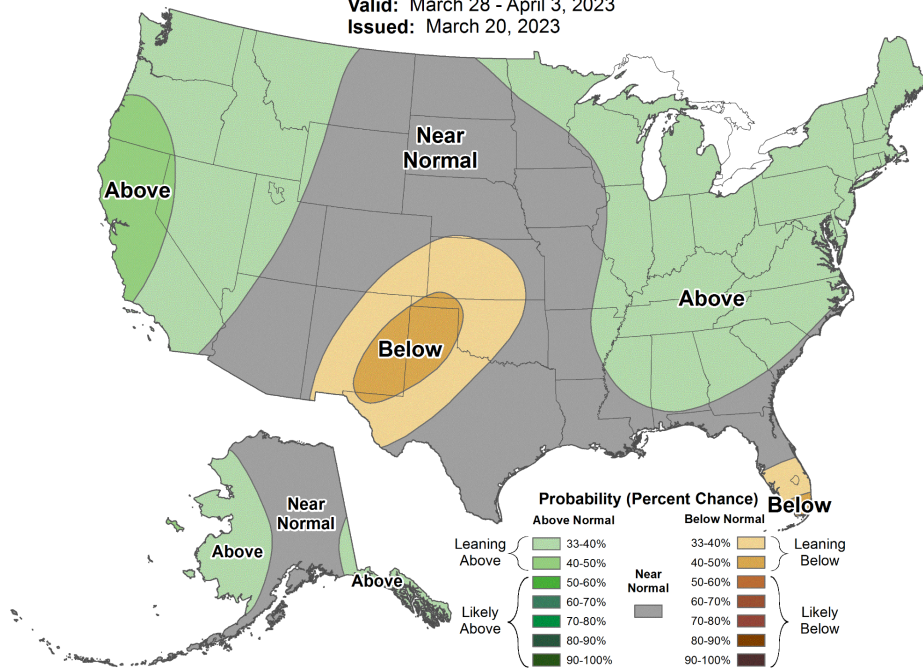 Valid: March 28 - April 3, 2023
Issued: March 20, 2023
Near
Normal
Above
Above
Below
Near
Normal
Above
Above
Below
Probability (Percent Chance)
Above Normal
Below Normal
Leaning
Above
33-40%
40-50%
Likely
Above
50-60%
60-70%
70-80%
80-90%
90-100%
Near
Normal
33-40%
40-50%
Leaning
Below
50-60%
60-70%
70-80%
80-90%
90-100%
Likely
Below